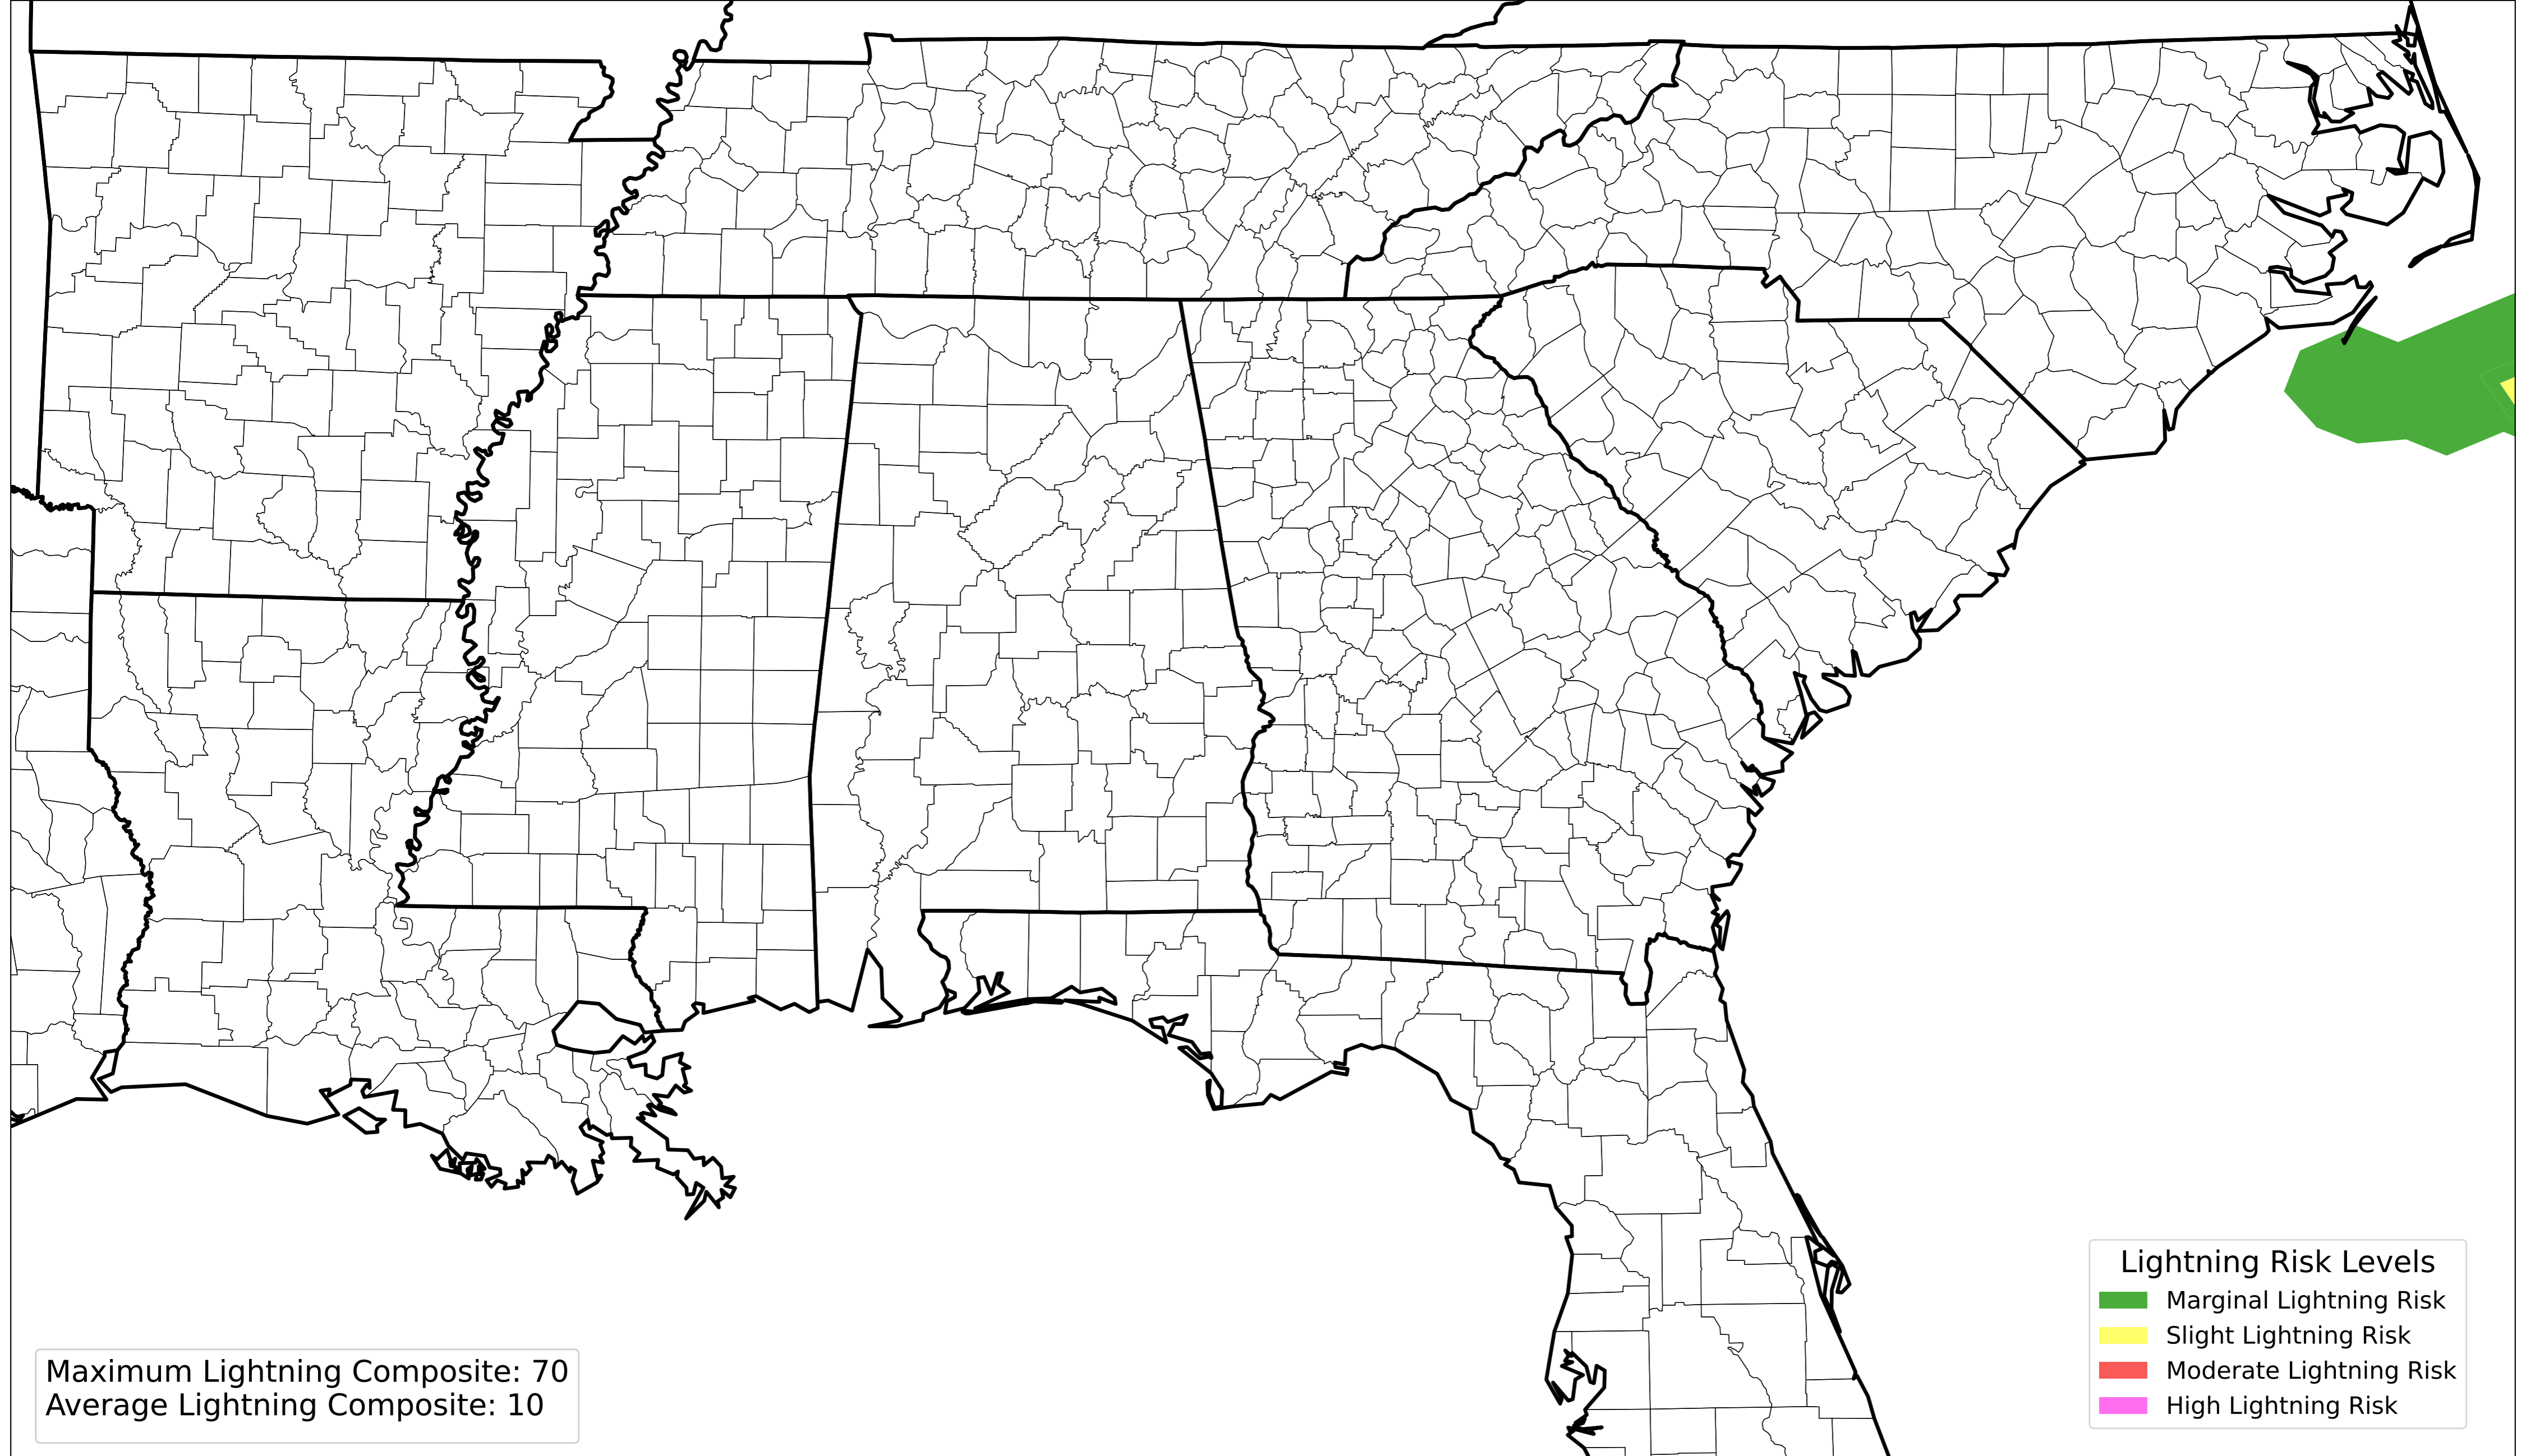 Maximum Lightning Composite: 70
Average Lightning Composite: 10
Lightning Risk Levels
Marginal Lightning Risk
Slight Lightning Risk
Moderate Lightning Risk
High Lightning Risk